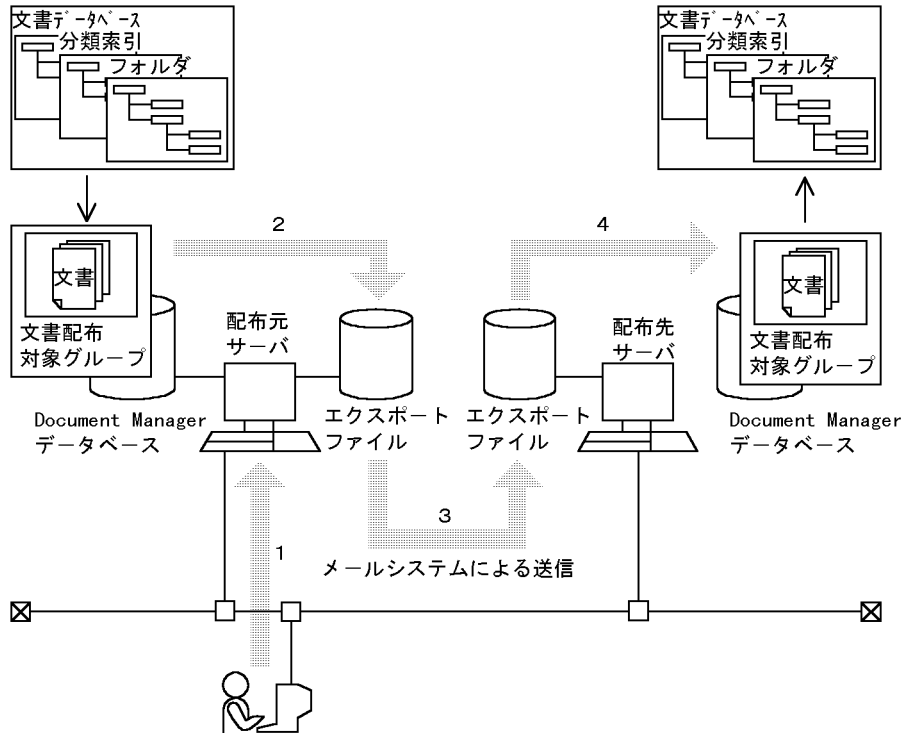 文書データベース
分類索引
フォルダ
文書データベース
分類索引
フォルダ
2
4
文書
文書配布
対象グループ
配布元
サーバ
配布先
サーバ
文書
文書配布
対象グループ
Document Manager
データベース
エクスポート
ファイル
エクスポート
ファイル
Document Manager
データベース
3
1
メールシステムによる送信